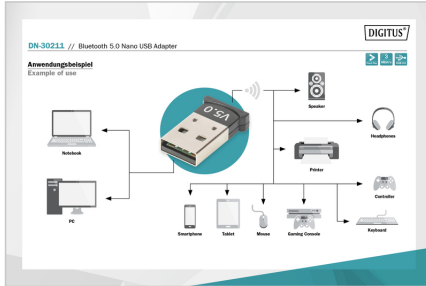 DIGITUS®
DN-30211 // Bluetooth 5.0 Nano USB Adapter
Anwendungsbeispiel
Example of use
V5.0
Speaker
Headphones
Notebook
Printer
Controller
PC
Smartphone
Tablet
Mouse
Gaming Console
Keyboard